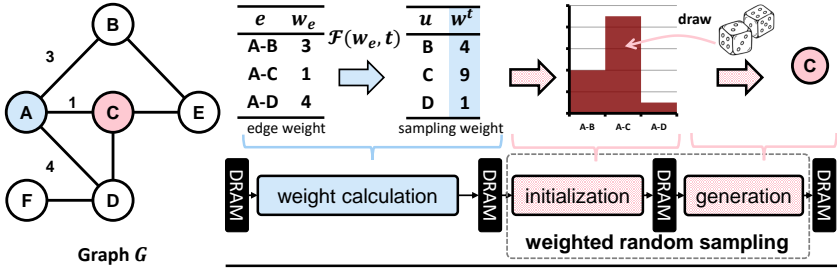 B
3
A
1
C
E
4
F
D
Graph G
e w_e
A-B 3
A-C 1
A-D 4
edge weight
ℱ(w_e, t)
u w^t
B 4
C 9
D 1
sampling weight
draw
A-B A-C A-D
C
DRAM
weight calculation
DRAM
initialization
DRAM
generation
DRAM
weighted random sampling